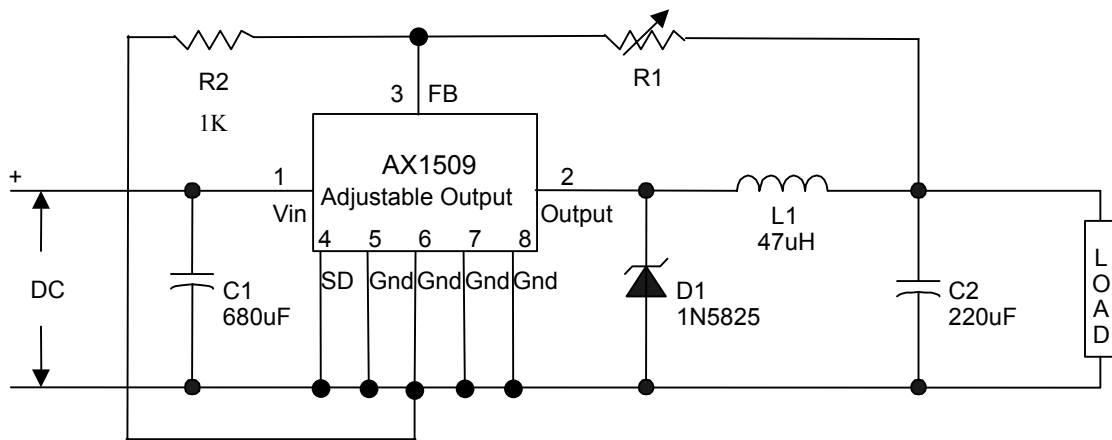 R2
1K
3 FB
R1
AX1509
Adjustable Output
+
1
Vin
2
Output
4 5 6 7 8
SD Gnd Gnd Gnd Gnd
DC
C1
680uF
L1
47uH
D1
1N5825
C2
220uF
LOAD